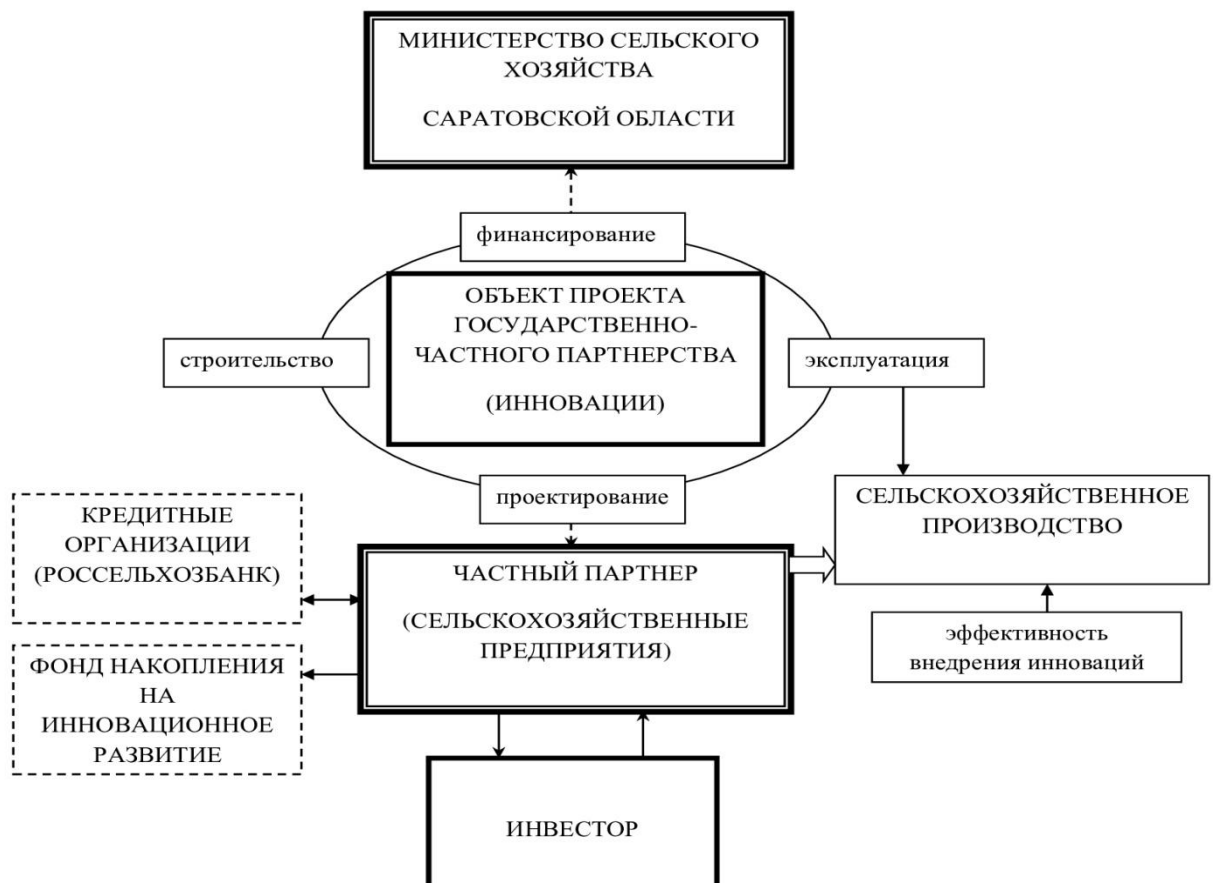 МИНИСТЕРСТВО СЕЛЬСКОГО
ХОЗЯЙСТВА
САРАТОВСКОЙ ОБЛАСТИ
финансирование
ОБЪЕКТ ПРОЕКТА
ГОСУДАРСТВЕННО-
ЧАСТНОГО ПАРТНЕРСТВА
(ИННОВАЦИИ)
строительство
эксплуатация
проектирование
КРЕДИТНЫЕ
ОРГАНИЗАЦИИ
(РОССЕЛЬХОЗБАНК)
СЕЛЬСКОХОЗЯЙСТВЕННОЕ
ПРОИЗВОДСТВО
ЧАСТНЫЙ ПАРТНЕР
(СЕЛЬСКОХОЗЯЙСТВЕННЫЕ
ПРЕДПРИЯТИЯ)
эффективность
внедрения инноваций
ФОНД НАКОПЛЕНИЯ
НА
ИННОВАЦИОННОЕ
РАЗВИТИЕ
ИНВЕСТОР